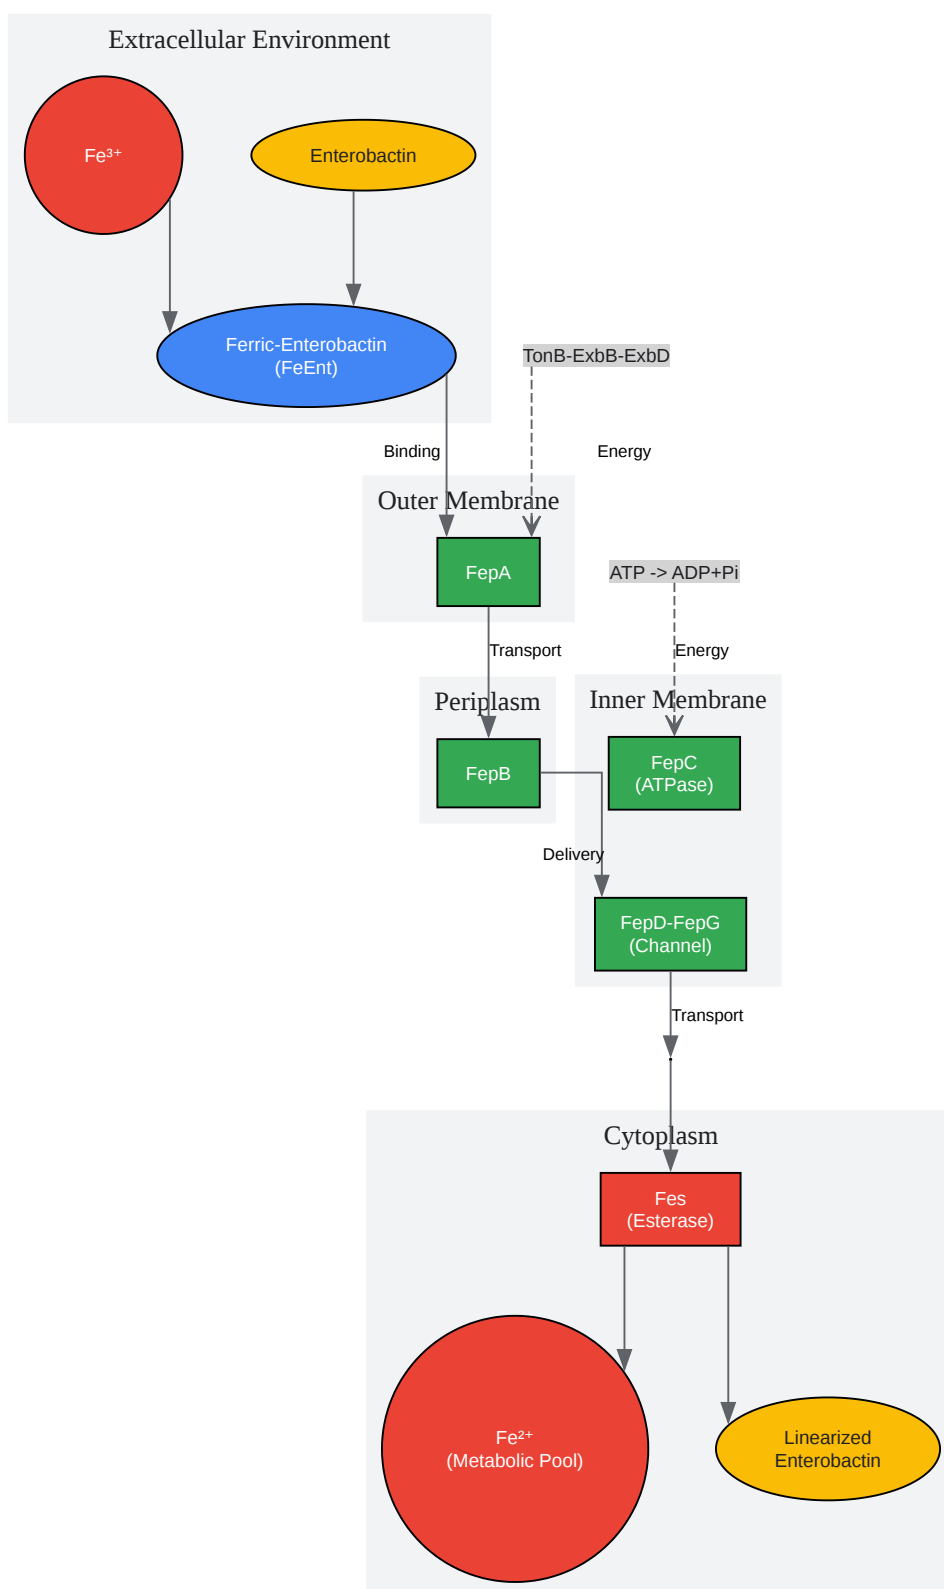 Extracellular Environment
Fe³⁺
Enterobactin
Ferric-Enterobactin
(FeEnt)
TonB-ExbB-ExbD
Binding
Energy
Outer Membrane
FepA
ATP -> ADP+Pi
Transport
Energy
Periplasm
Inner Membrane
FepB
FepC
(ATPase)
Delivery
FepD-FepG
(Channel)
Transport
Cytoplasm
Fes
(Esterase)
Fe²⁺
(Metabolic Pool)
Linearized
Enterobactin